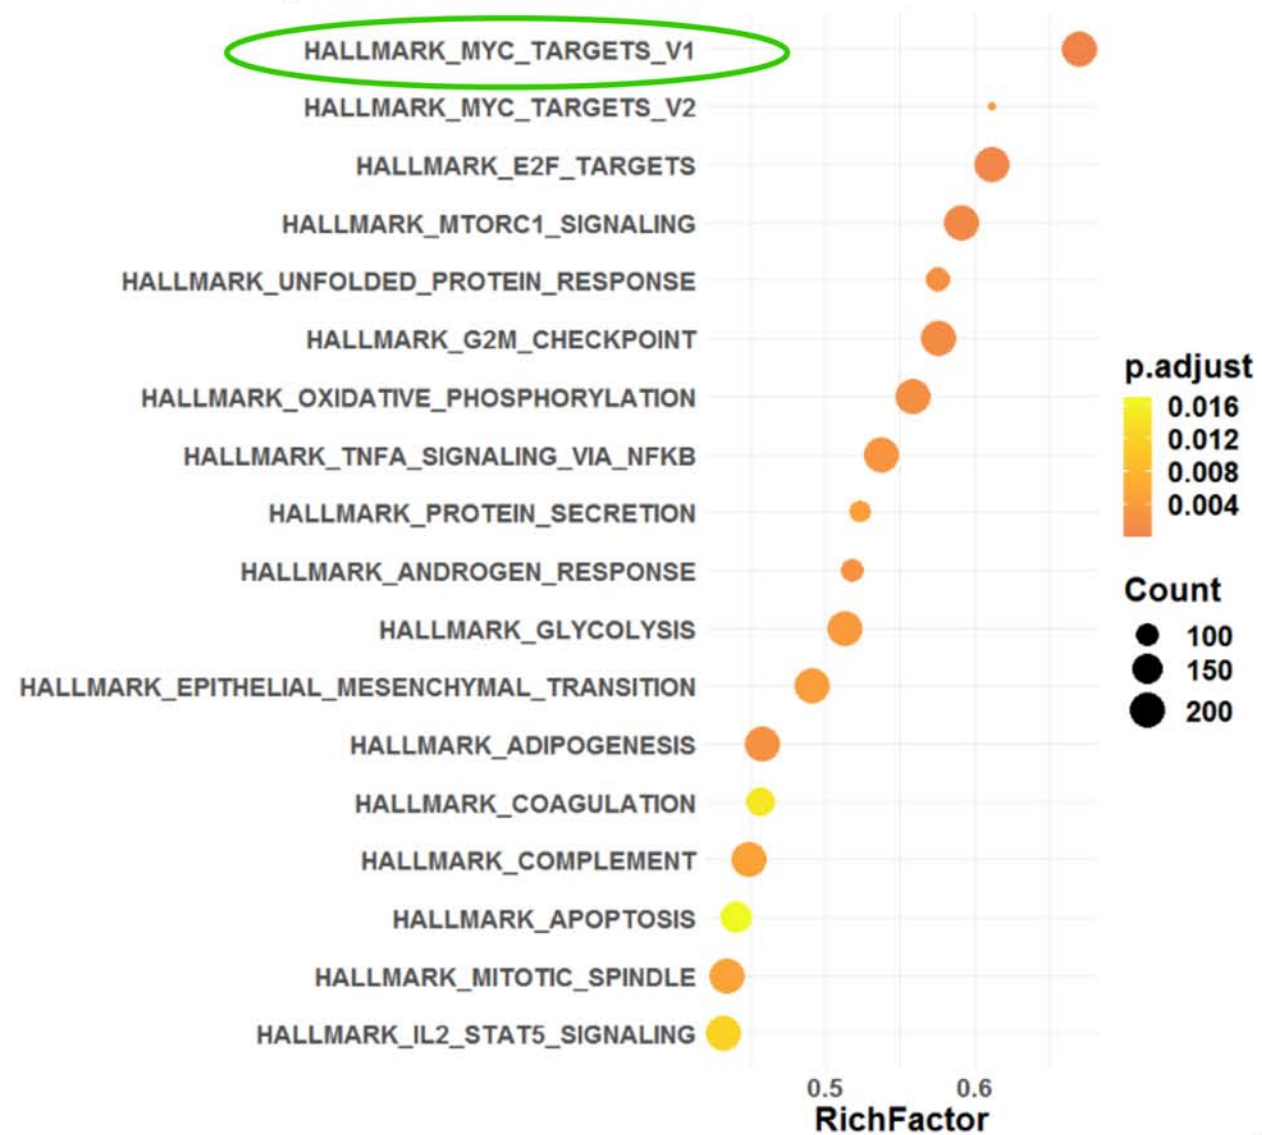 HALLMARK_MYC_TARGETS_V1
HALLMARK_MYC_TARGETS_V2
HALLMARK_E2F_TARGETS
HALLMARK_MTORC1_SIGNALING
HALLMARK_UNFOLDED_PROTEIN_RESPONSE
HALLMARK_G2M_CHECKPOINT
HALLMARK_OXIDATIVE_PHOSPHORYLATION
HALLMARK_TNFA_SIGNALING_VIA_NFKB
HALLMARK_PROTEIN_SECRETION
HALLMARK_ANDROGEN_RESPONSE
HALLMARK_GLYCOLYSIS
HALLMARK_EPITHELIAL_MESENCHYMAL_TRANSITION
HALLMARK_ADIPOGENESIS
HALLMARK_COAGULATION
HALLMARK_COMPLEMENT
HALLMARK_APOPTOSIS
HALLMARK_MITOTIC_SPINDLE
HALLMARK_IL2_STAT5_SIGNALING
0.5 0.6
RichFactor
p.adjust
0.016
0.012
0.008
0.004
Count
100
150
200